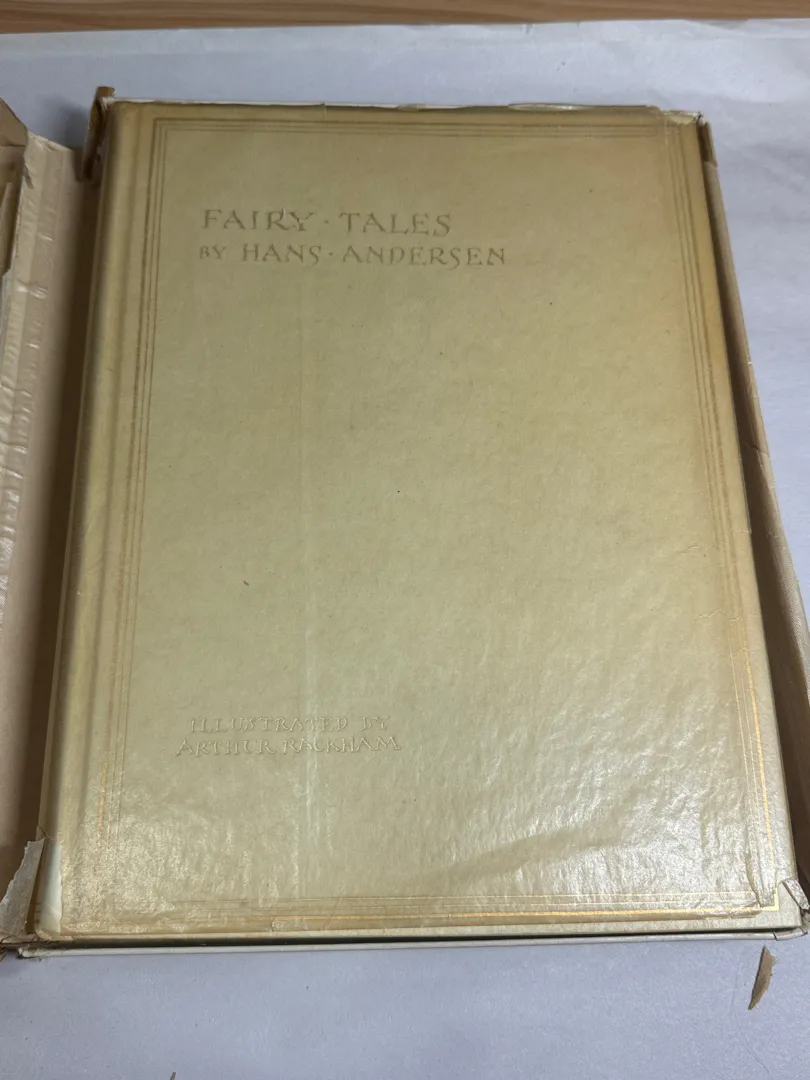 FAIRY · TALES
BY HANS · ANDERSEN
ILLUSTRATED BY
ARTHUR RACKHAM